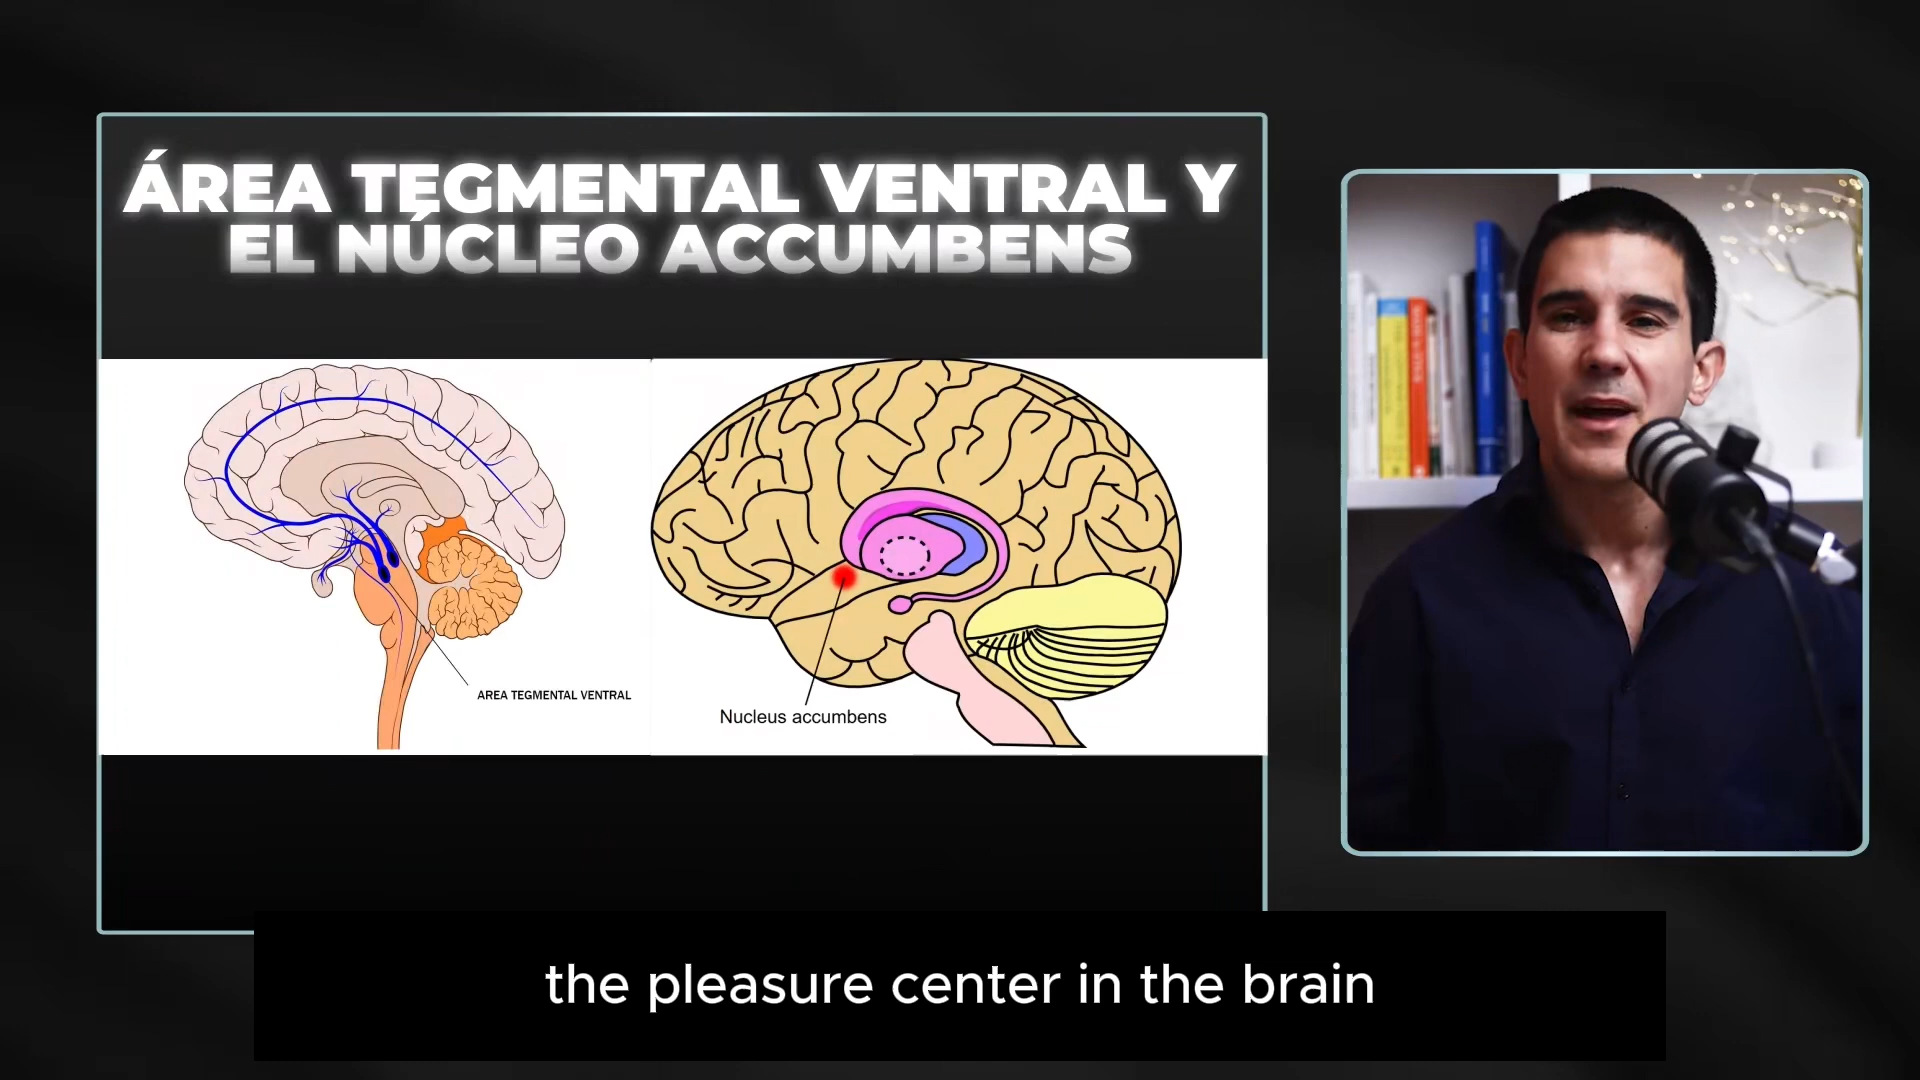 ÁREA TEGMENTAL VENTRAL Y
EL NÚCLEO ACCUMBENS
AREA TEGMENTAL VENTRAL
Nucleus accumbens
the pleasure center in the brain